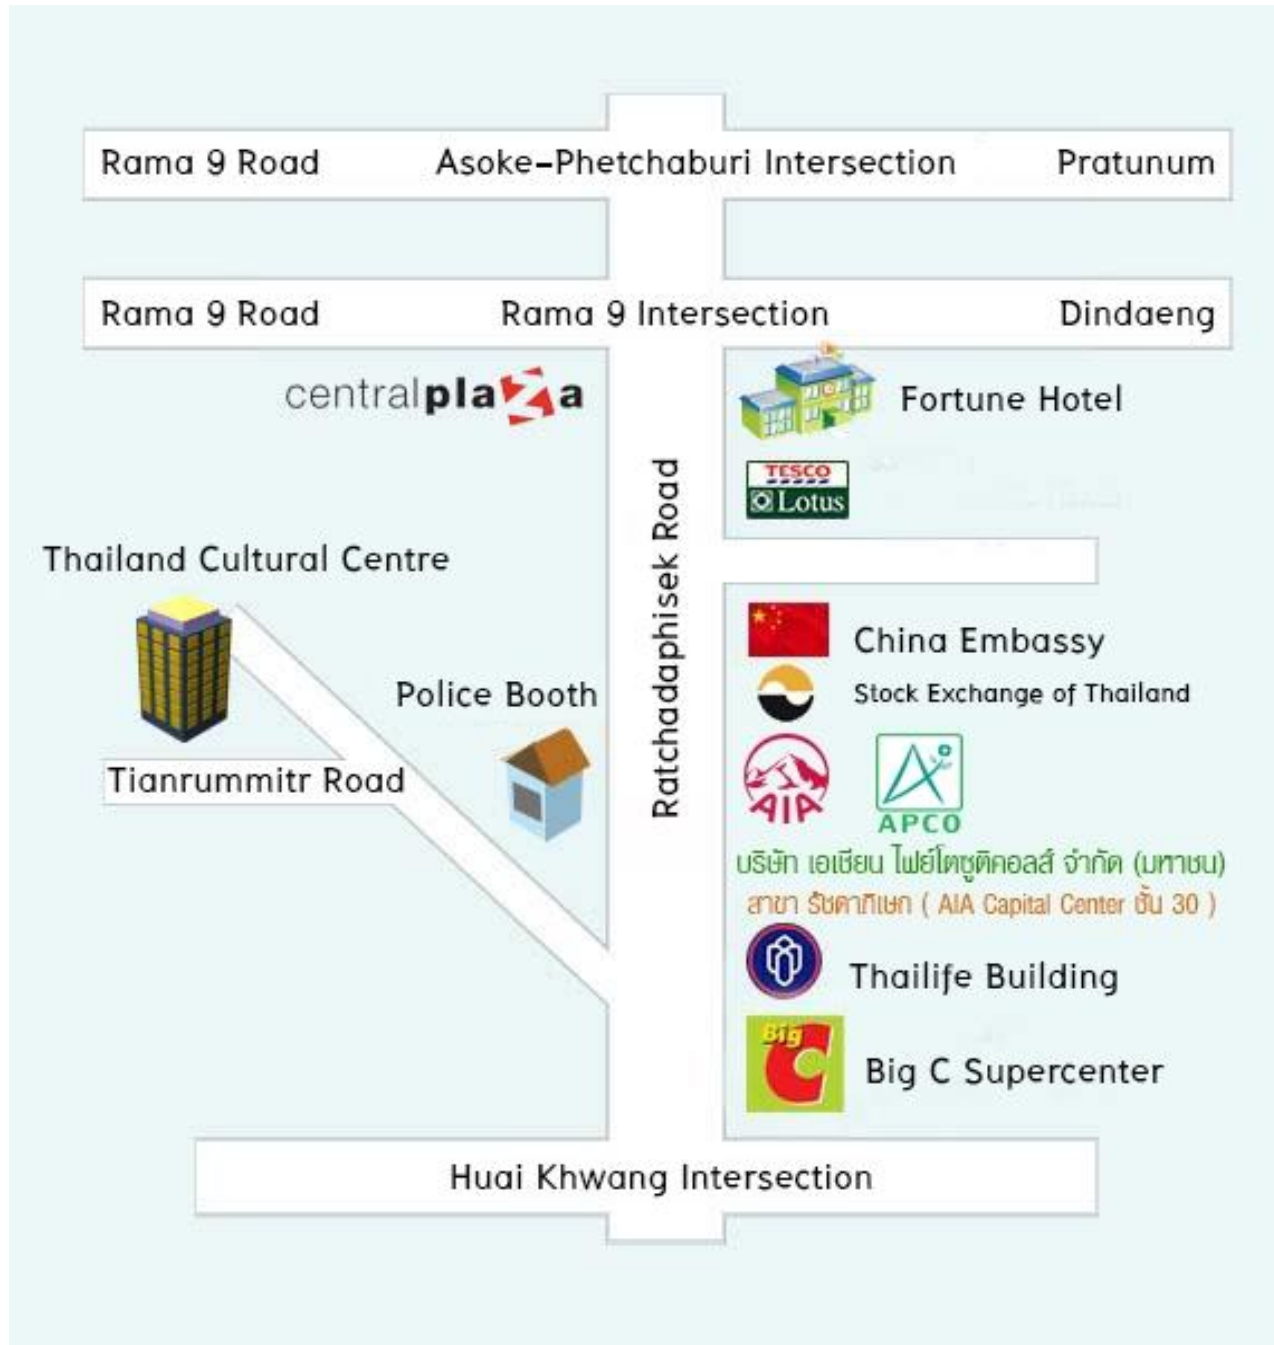 Rama 9 Road Asoke-Phetchaburi Intersection Pratunum
Rama 9 Road Rama 9 Intersection Dindaeng
centralplaza
Fortune Hotel
TESCO
Lotus
Ratchadaphisek Road
Thailand Cultural Centre
China Embassy
Police Booth
Stock Exchange of Thailand
Tianrummitr Road
AIA
APCO
บริษัท เอเชียน ไฟย์โตซูติคอลส์ จำกัด (มหาชน)
สาขา รัชดาภิเษก ( AIA Capital Center ชั้น 30 )
Thailife Building
Big C
Big C Supercenter
Huai Khwang Intersection